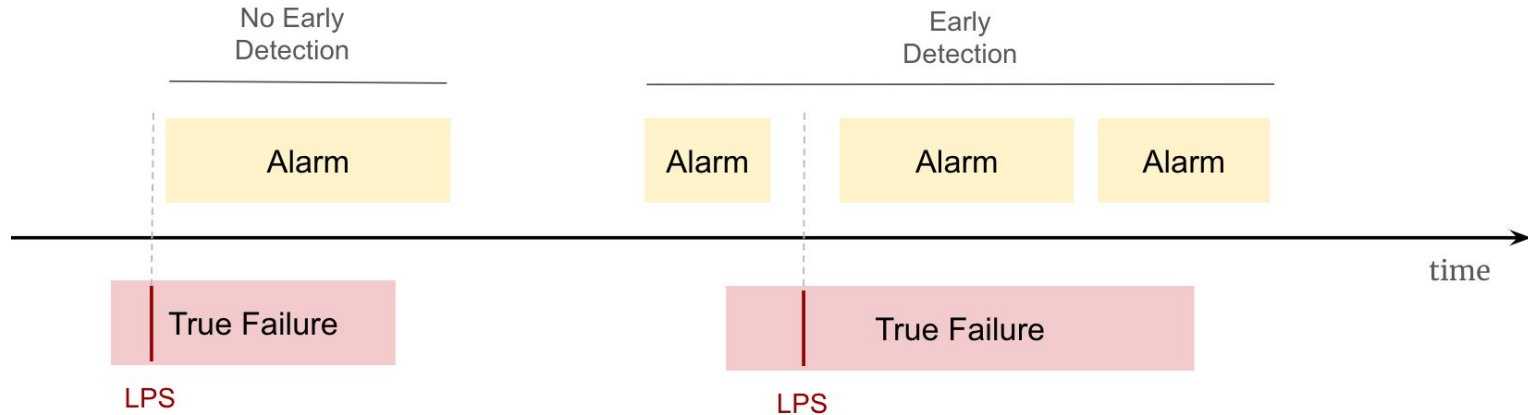 No Early
Detection
Early
Detection
Alarm
Alarm
Alarm
Alarm
time
True Failure
True Failure
LPS
LPS